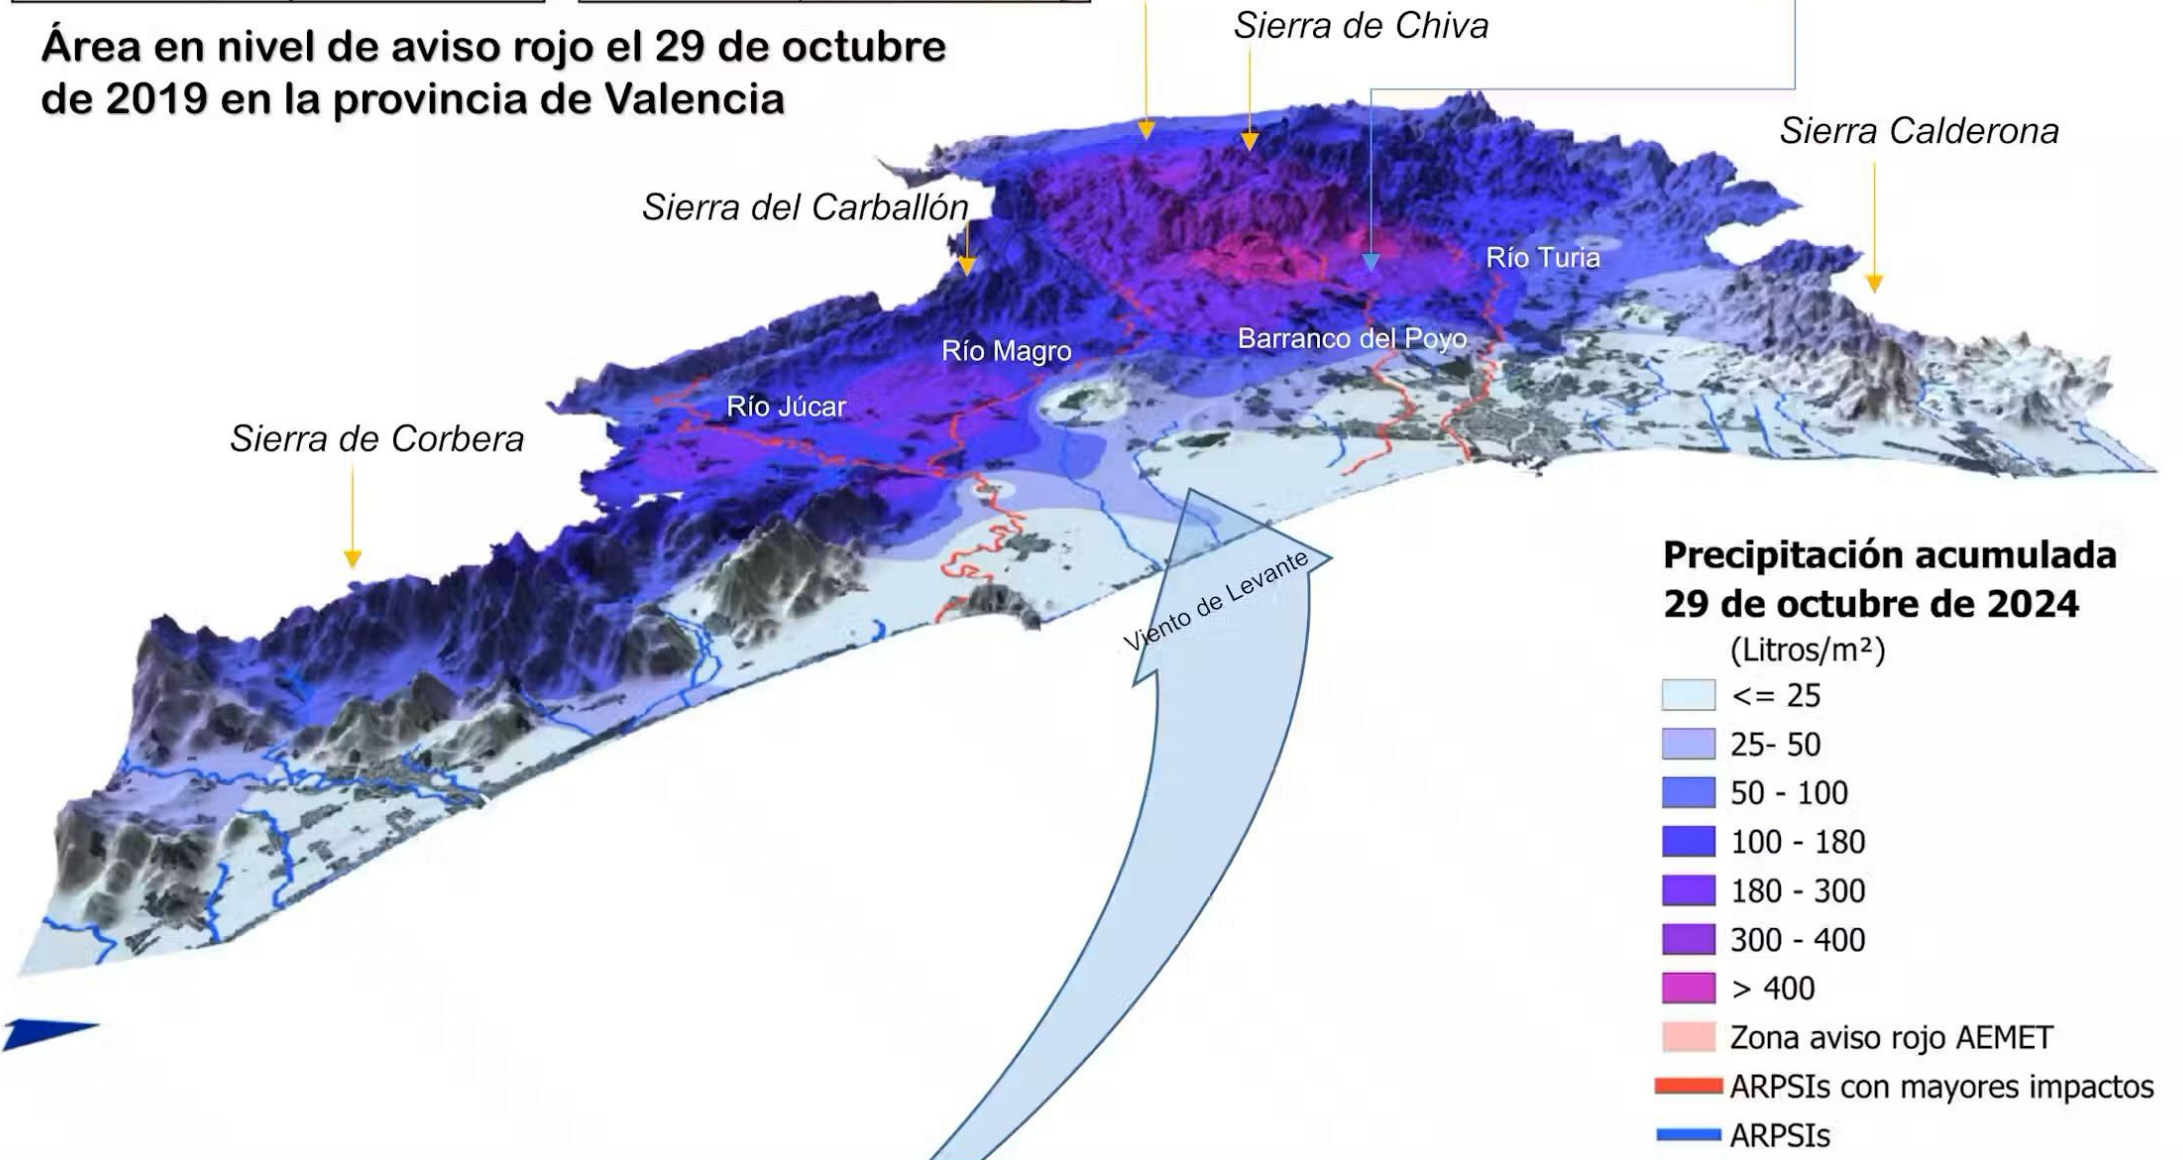 Área en nivel de aviso rojo el 29 de octubre
de 2019 en la provincia de Valencia
Sierra de Chiva
Sierra Calderona
Sierra del Carballón
Río Turia
Barranco del Poyo
Río Magro
Río Júcar
Sierra de Corbera
Viento de Levante
Precipitación acumulada
29 de octubre de 2024
(Litros/m²)
<= 25
25- 50
50 - 100
100 - 180
180 - 300
300 - 400
> 400
Zona aviso rojo AEMET
ARPSIs con mayores impactos
ARPSIs